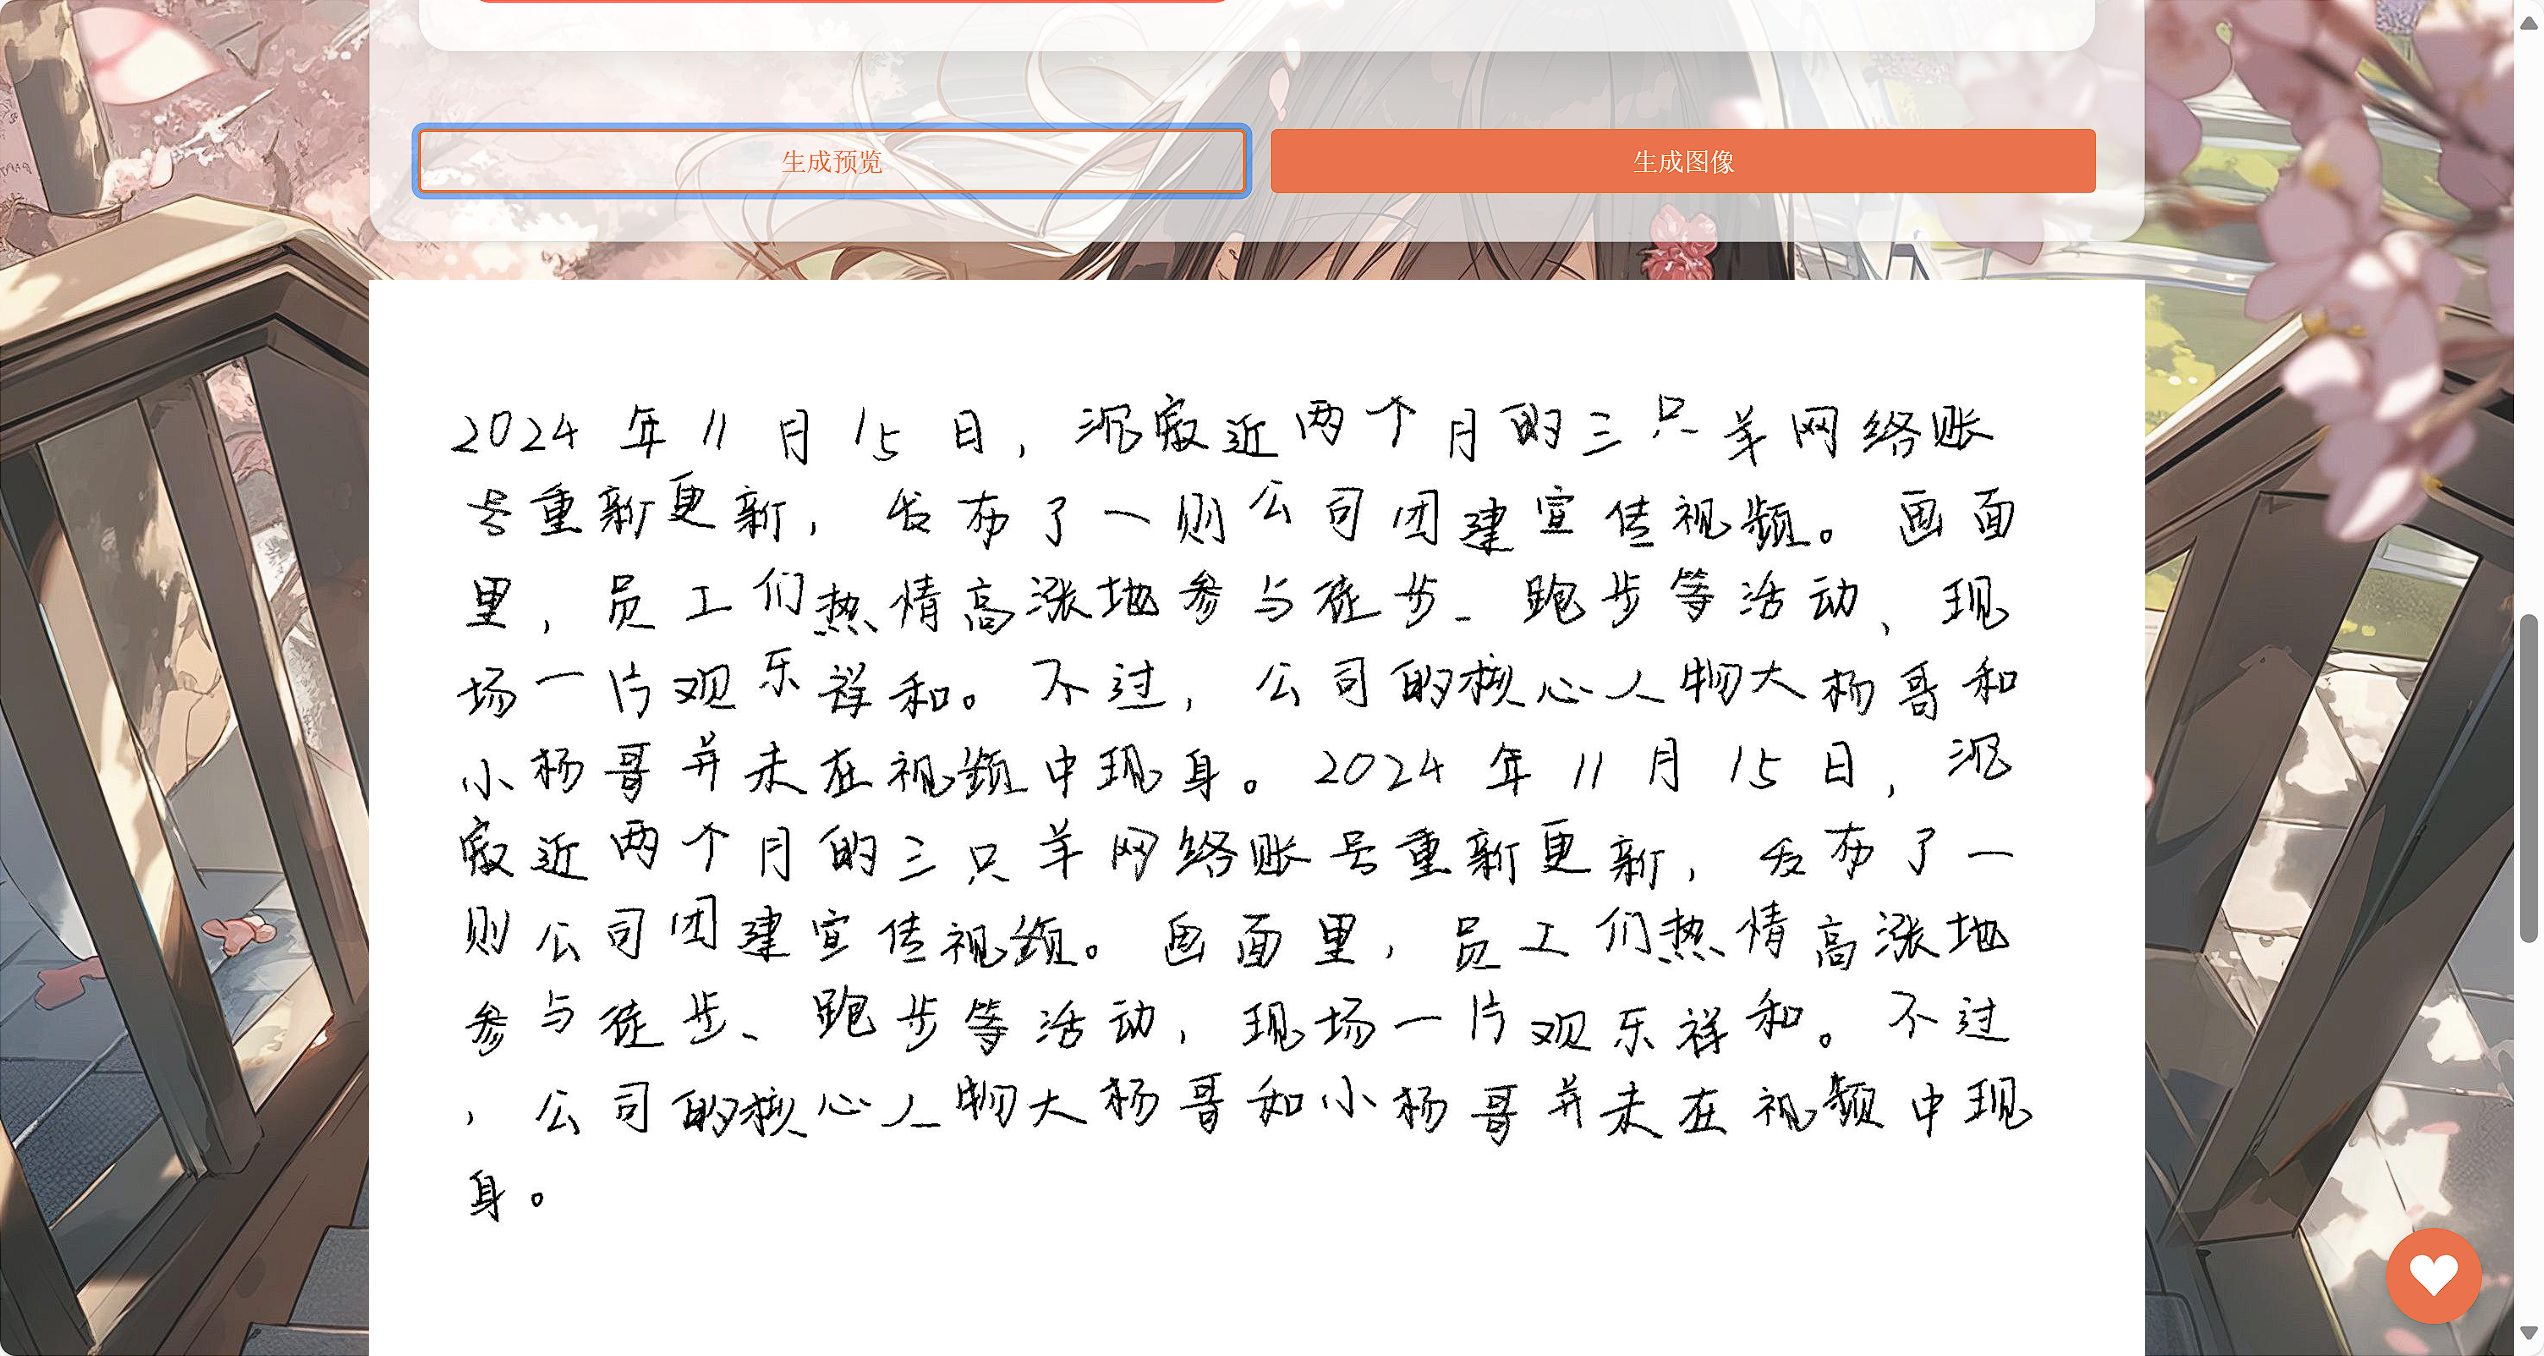 生成预览
生成图像
2024 年 11 月 15 日，沉寂近两个月的三只羊网络账
号重新更新，发布了一则公司团建宣传视频。画面
里，员工们热情高涨地参与徒步、跑步等活动、现
场一片观乐祥和。不过，公司的核心人物大杨哥和
小杨哥并未在视频中现身。2024 年 11 月 15 日，沉
寂近两个月的三只羊网络账号重新更新，发布了一
则公司团建宣传视频。画面里，员工们热情高涨地
参与徒步、跑步等活动，现场一片观乐祥和。不过
，公司的核心人物大杨哥和小杨哥并未在视频中现
身。